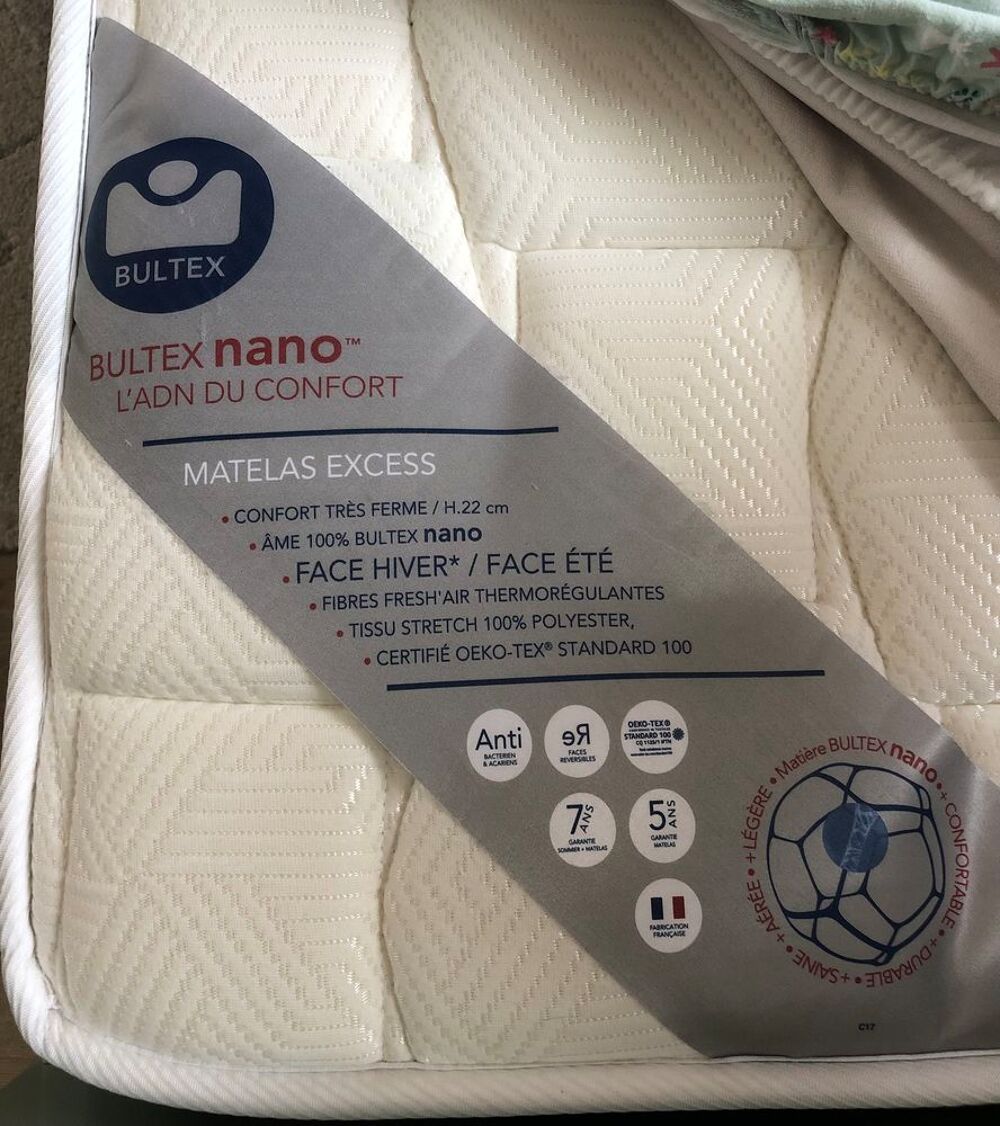 BULTEX
BULTEX nano™
L'ADN DU CONFORT
MATELAS EXCESS
• CONFORT TRÈS FERME / H.22 cm
• ÂME 100% BULTEX nano
• FACE HIVER* / FACE ÉTÉ
• FIBRES FRESH'AIR THERMORÉGULANTES
• TISSU STRETCH 100% POLYESTER,
• CERTIFIÉ OEKO-TEX® STANDARD 100
Anti
BACTERIEN
& ACARIENS
Re
FACES
REVERSIBLES
OEKO-TEX®
STANDARD 100
7 ANS
GARANTIE
SOMMIER + MATELAS
5 ANS
GARANTIE
MATELAS
FABRICATION
FRANÇAISE
Matière BULTEX nano • + CONFORTABLE • + DURABLE • + SAINE • + AÉRÉE • + LÉGÈRE •
C17